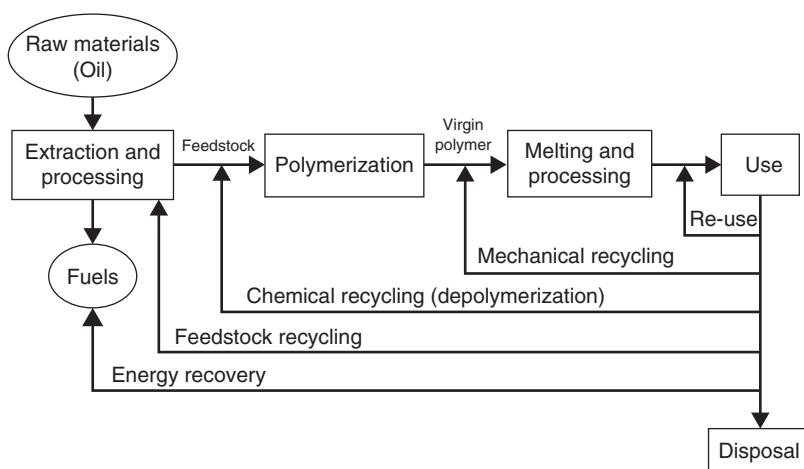 Raw materials
(Oil)
Extraction and
processing
Feedstock
Polymerization
Virgin
polymer
Melting and
processing
Use
Re-use
Mechanical recycling
Fuels
Chemical recycling (depolymerization)
Feedstock recycling
Energy recovery
Disposal